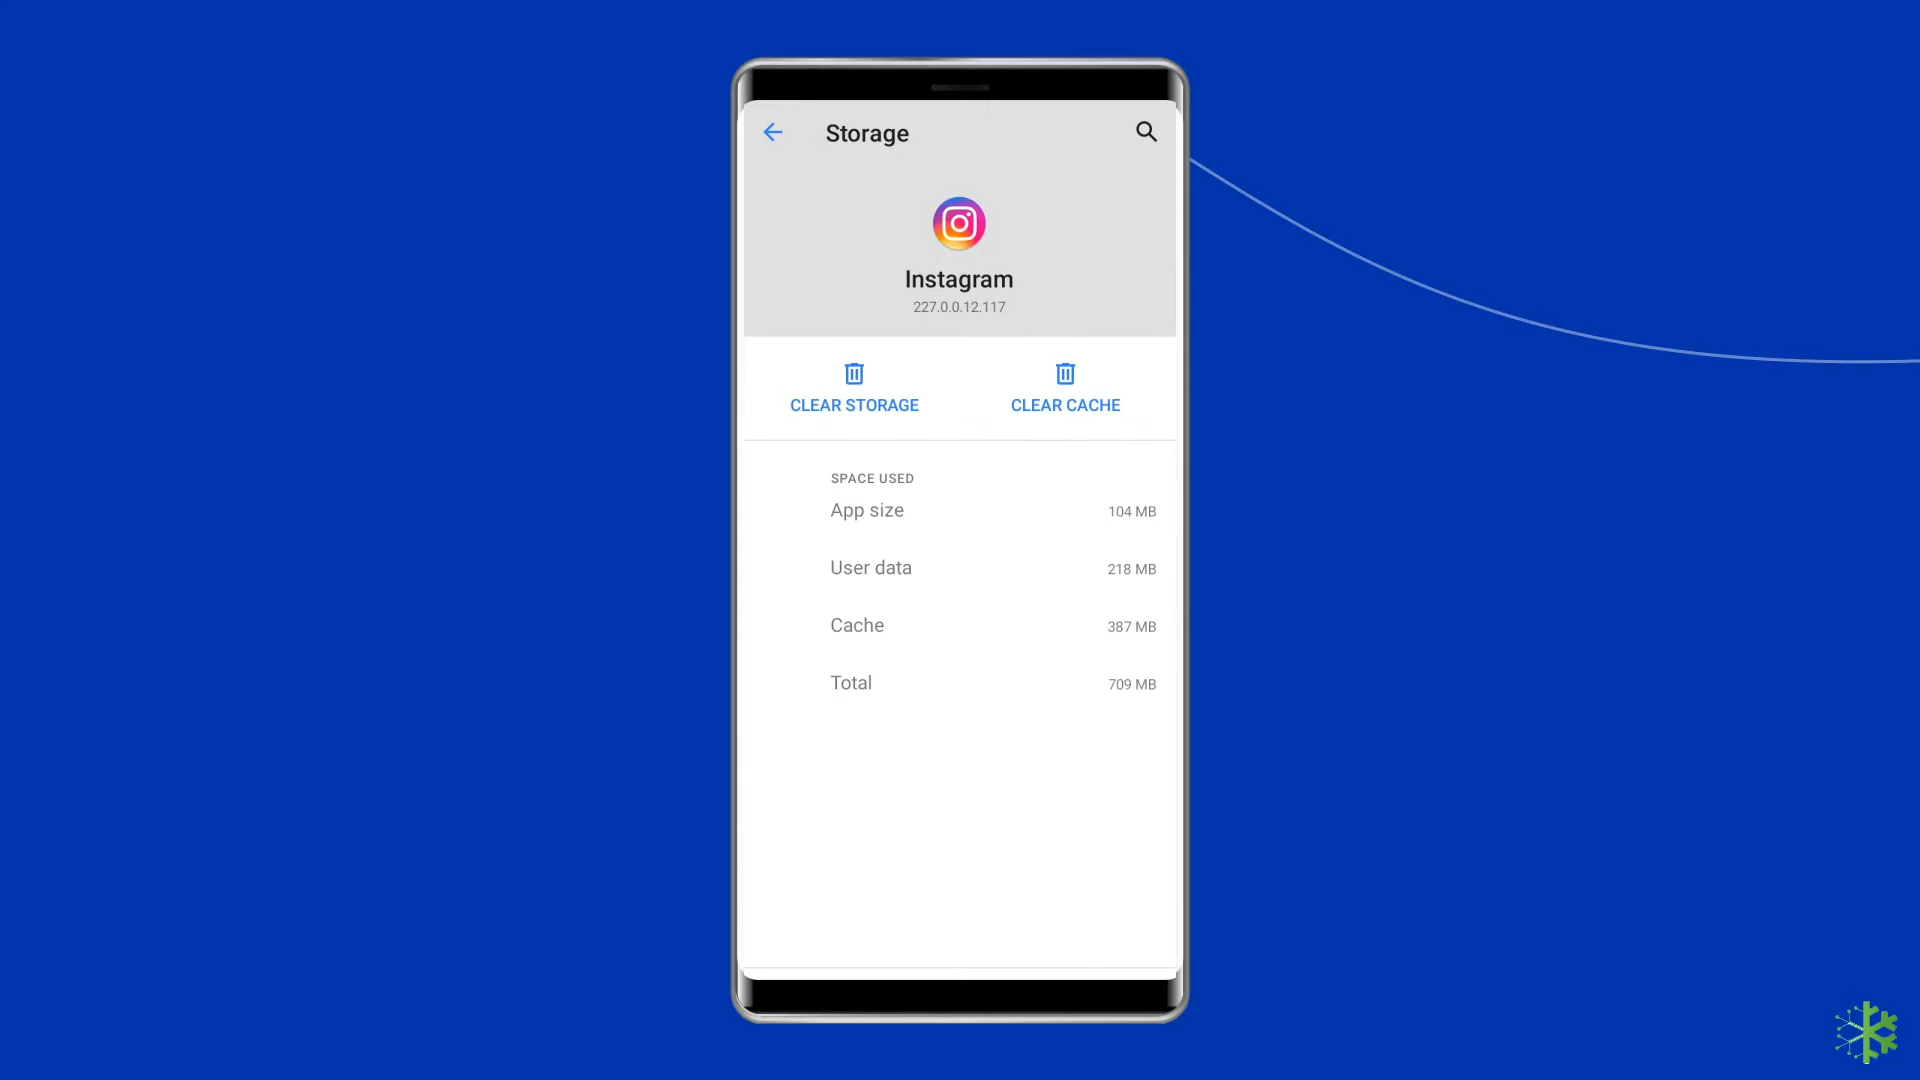 Storage
Instagram
227.0.0.12.117
CLEAR STORAGE CLEAR CACHE
SPACE USED
App size 104 MB
User data 218 MB
Cache 387 MB
Total 709 MB